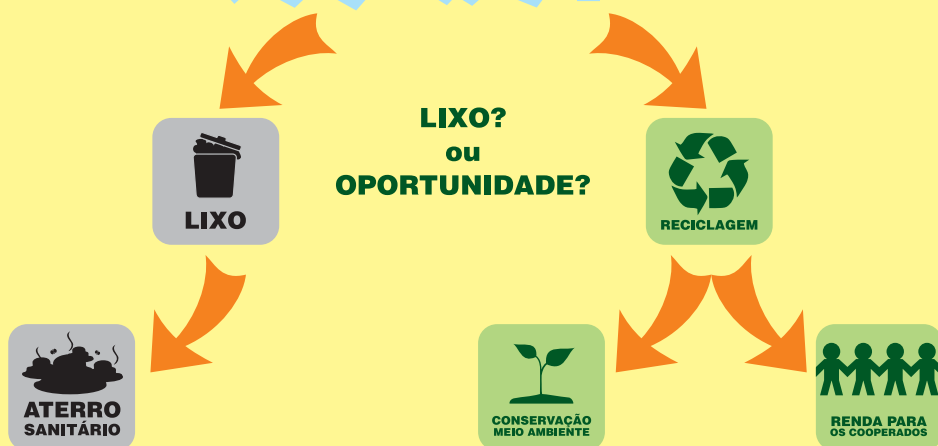 LIXO?
ou
OPORTUNIDADE?
LIXO
RECICLAGEM
ATERRO
SANITÁRIO
CONSERVAÇÃO
MEIO AMBIENTE
RENDA PARA
OS COOPERADOS